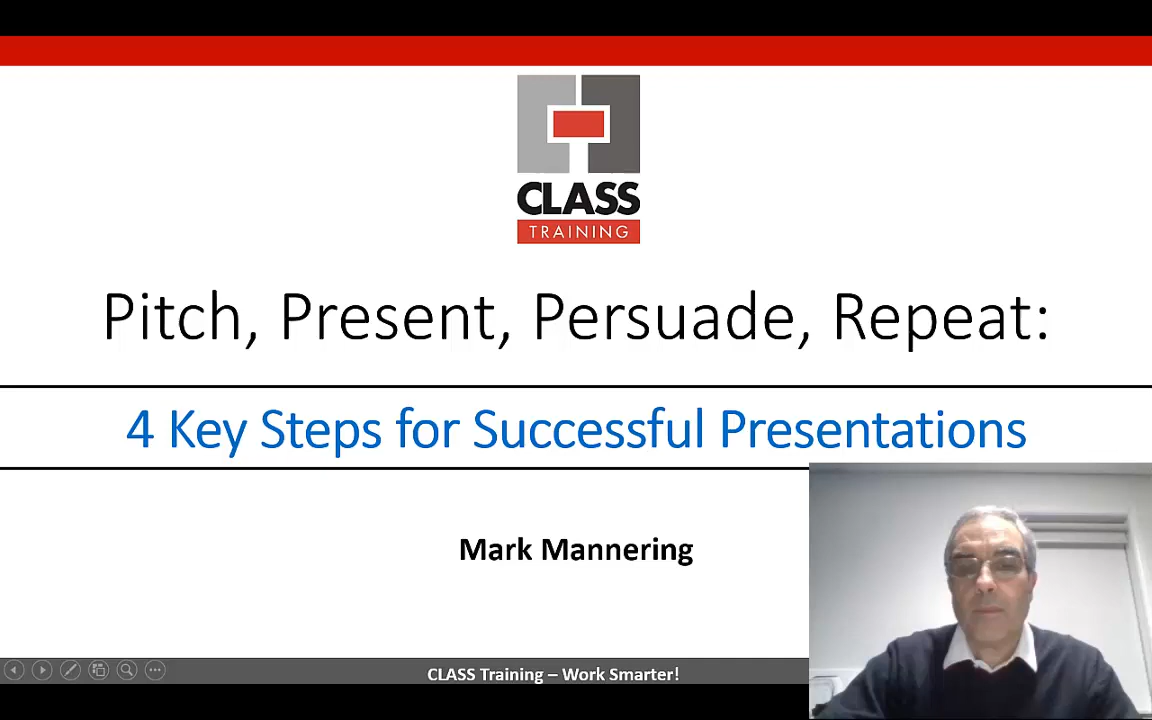 CLASS
TRAINING
Pitch, Present, Persuade, Repeat:
4 Key Steps for Successful Presentations
Mark Mannering
CLASS Training – Work Smarter!